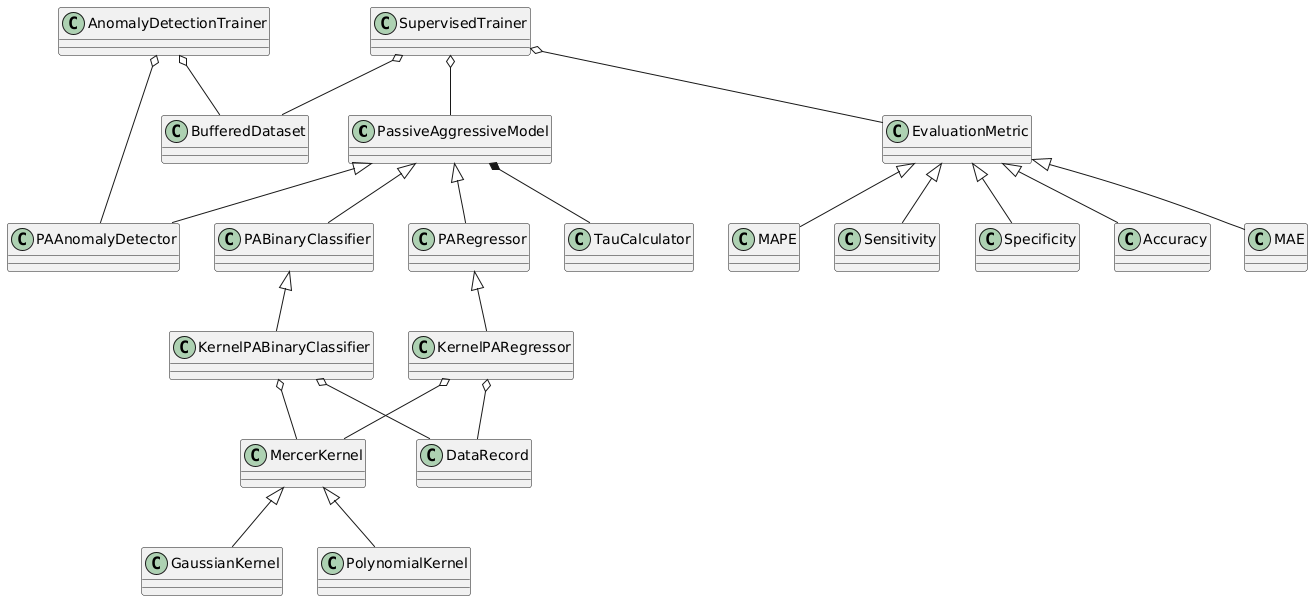 C AnomalyDetectionTrainer
C SupervisedTrainer
C BufferedDataset
C PassiveAggressiveModel
C EvaluationMetric
C PAAnomalyDetector
C PABinaryClassifier
C PARegressor
C TauCalculator
C MAPE
C Sensitivity
C Specificity
C Accuracy
C MAE
C KernelPABinaryClassifier
C KernelPARegressor
C MercerKernel
C DataRecord
C GaussianKernel
C PolynomialKernel